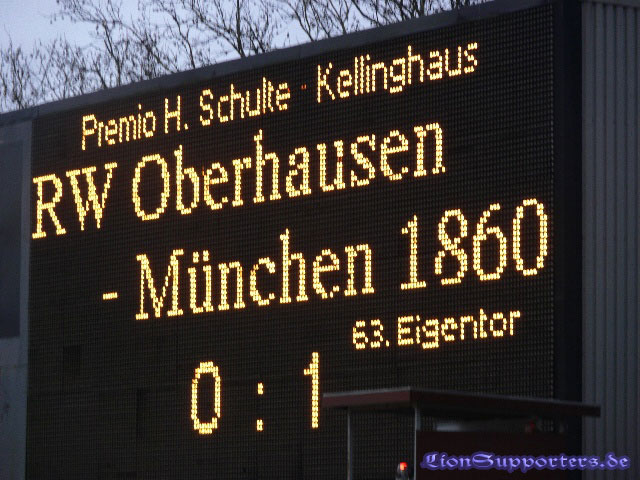 Premio H. Schulte - Kellinghaus
RW Oberhausen
- München 1860
63. Eigentor
0 : 1
LionSupporters.de